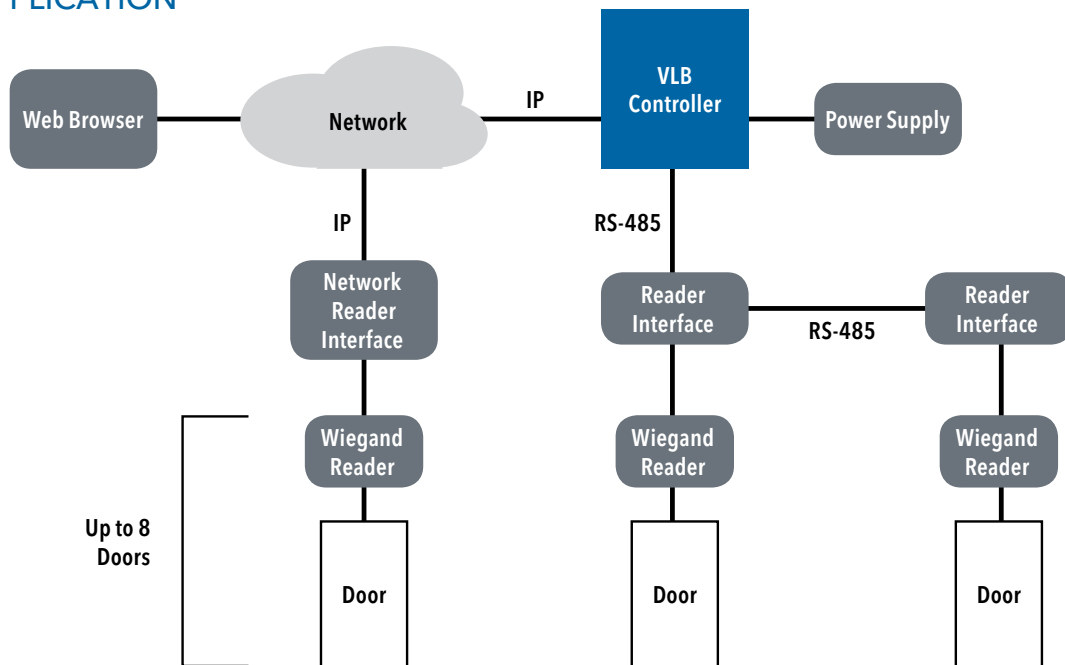 PLICATION
Web Browser
Network
IP
VLB
Controller
Power Supply
IP
RS-485
Network
Reader
Interface
Reader
Interface
RS-485
Reader
Interface
Wiegand
Reader
Wiegand
Reader
Wiegand
Reader
Up to 8
Doors
Door
Door
Door